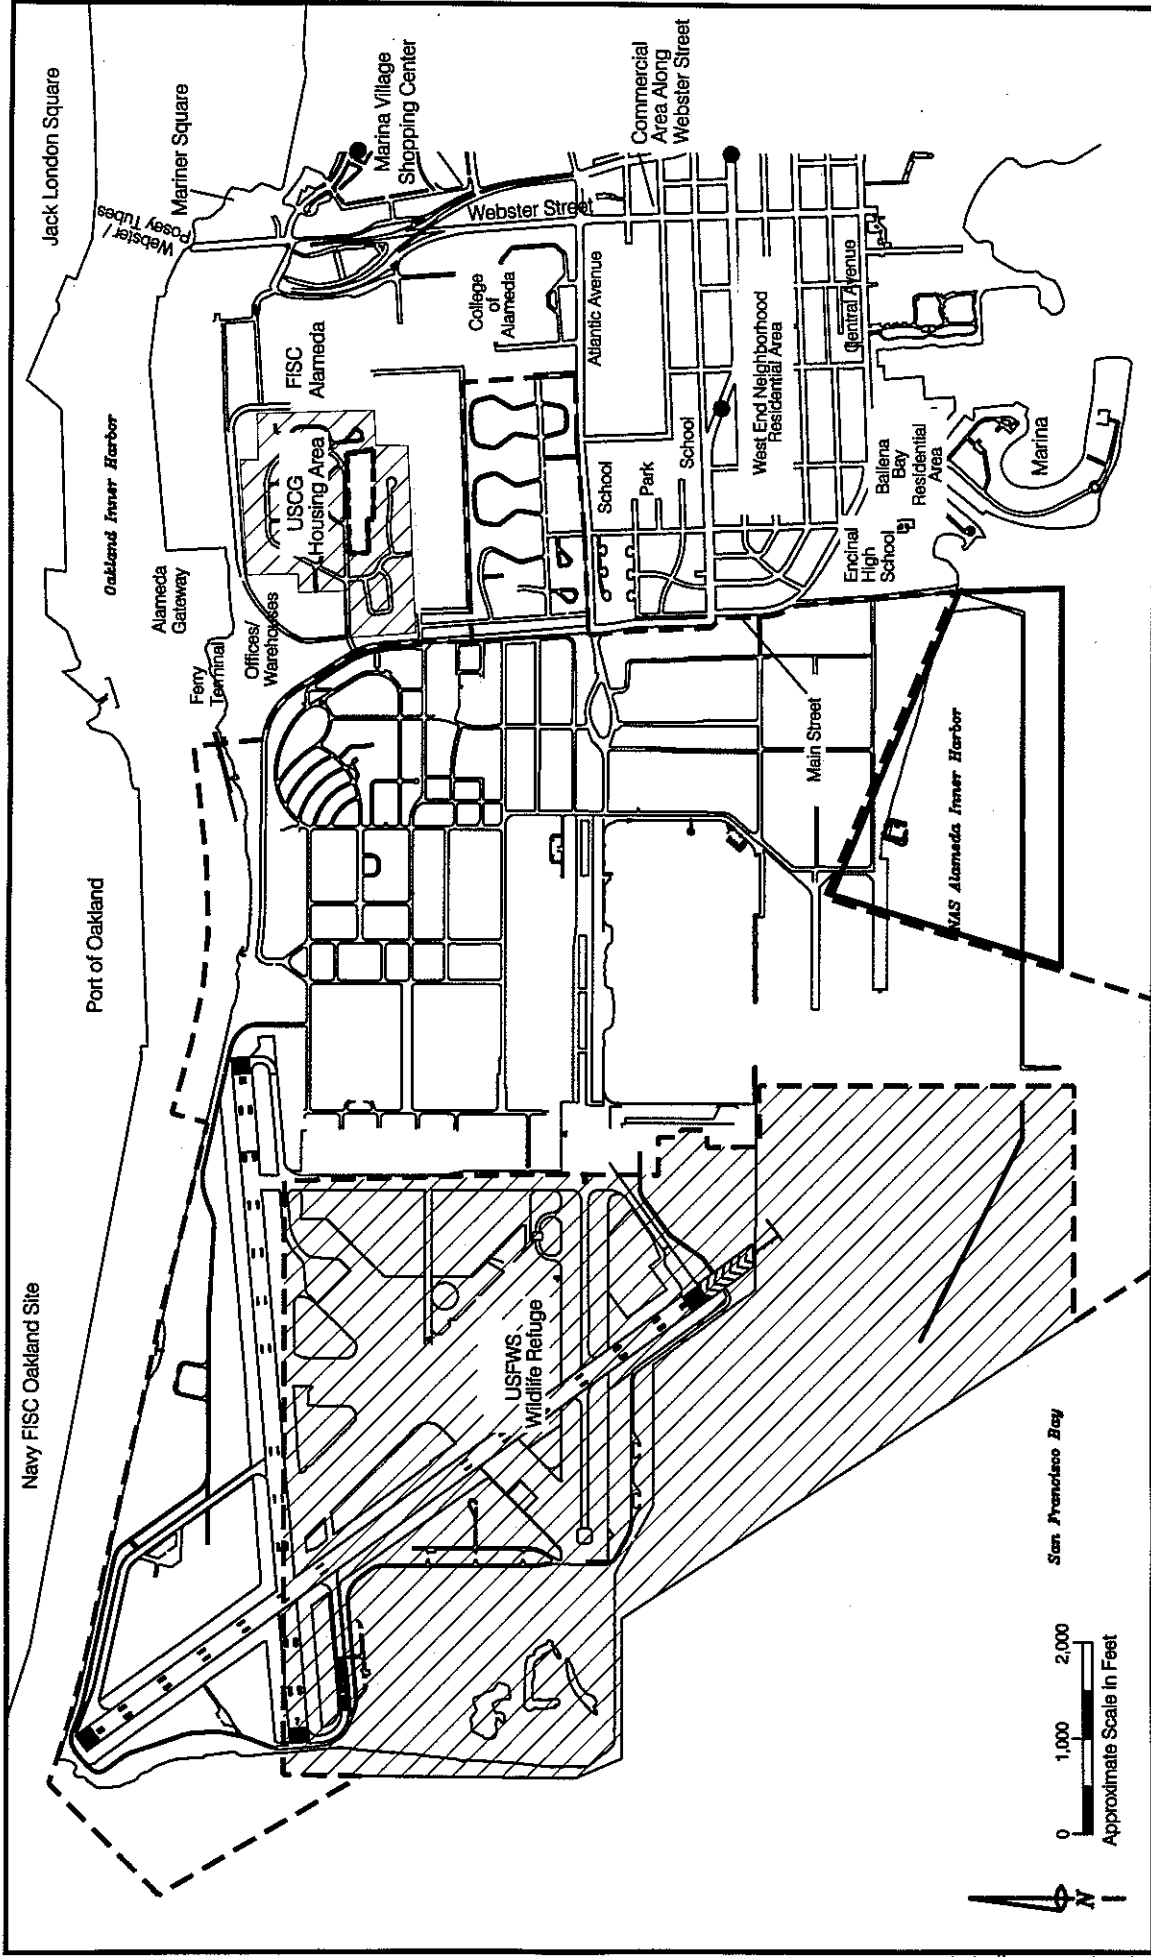 Navy FISC Oakland Site
Port of Oakland
Jack London Square
Oakland Inner Harbor
Webster/
Posey Tubes
Mariner Square
Marina Village
Shopping Center
Alameda
Gateway
Ferry
Terminal
Offices/
Warehouses
USCG
Housing Area
FISC
Alameda
College
of
Alameda
Webster Street
Commercial
Area Along
Webster Street
Atlantic Avenue
School
Park
School
West End Neighborhood
Residential Area
Central Avenue
USFWS
Wildlife Refuge
Main Street
Encinal
High
School
Ballena
Bay
Residential
Area
Marina
NAS Alameda Inner Harbor
San Francisco Bay
0 1,000 2,000
Approximate Scale in Feet
N